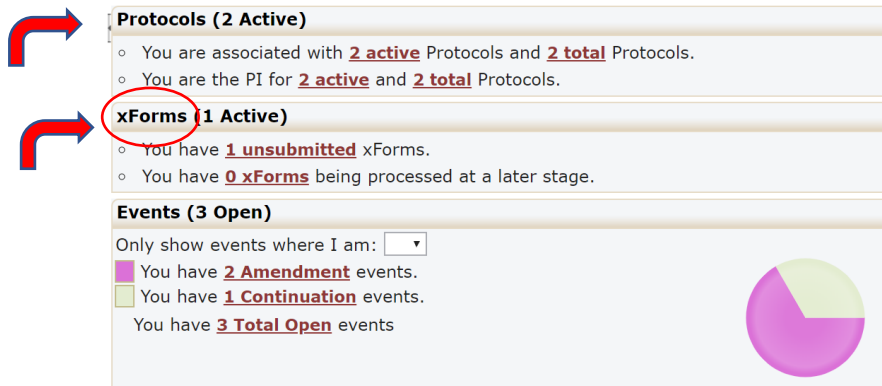 Protocols (2 Active)
You are associated with 2 active Protocols and 2 total Protocols.
You are the PI for 2 active and 2 total Protocols.
xForms (1 Active)
You have 1 unsubmitted xForms.
You have 0 xForms being processed at a later stage.
Events (3 Open)
Only show events where I am:
You have 2 Amendment events.
You have 1 Continuation events.
You have 3 Total Open events